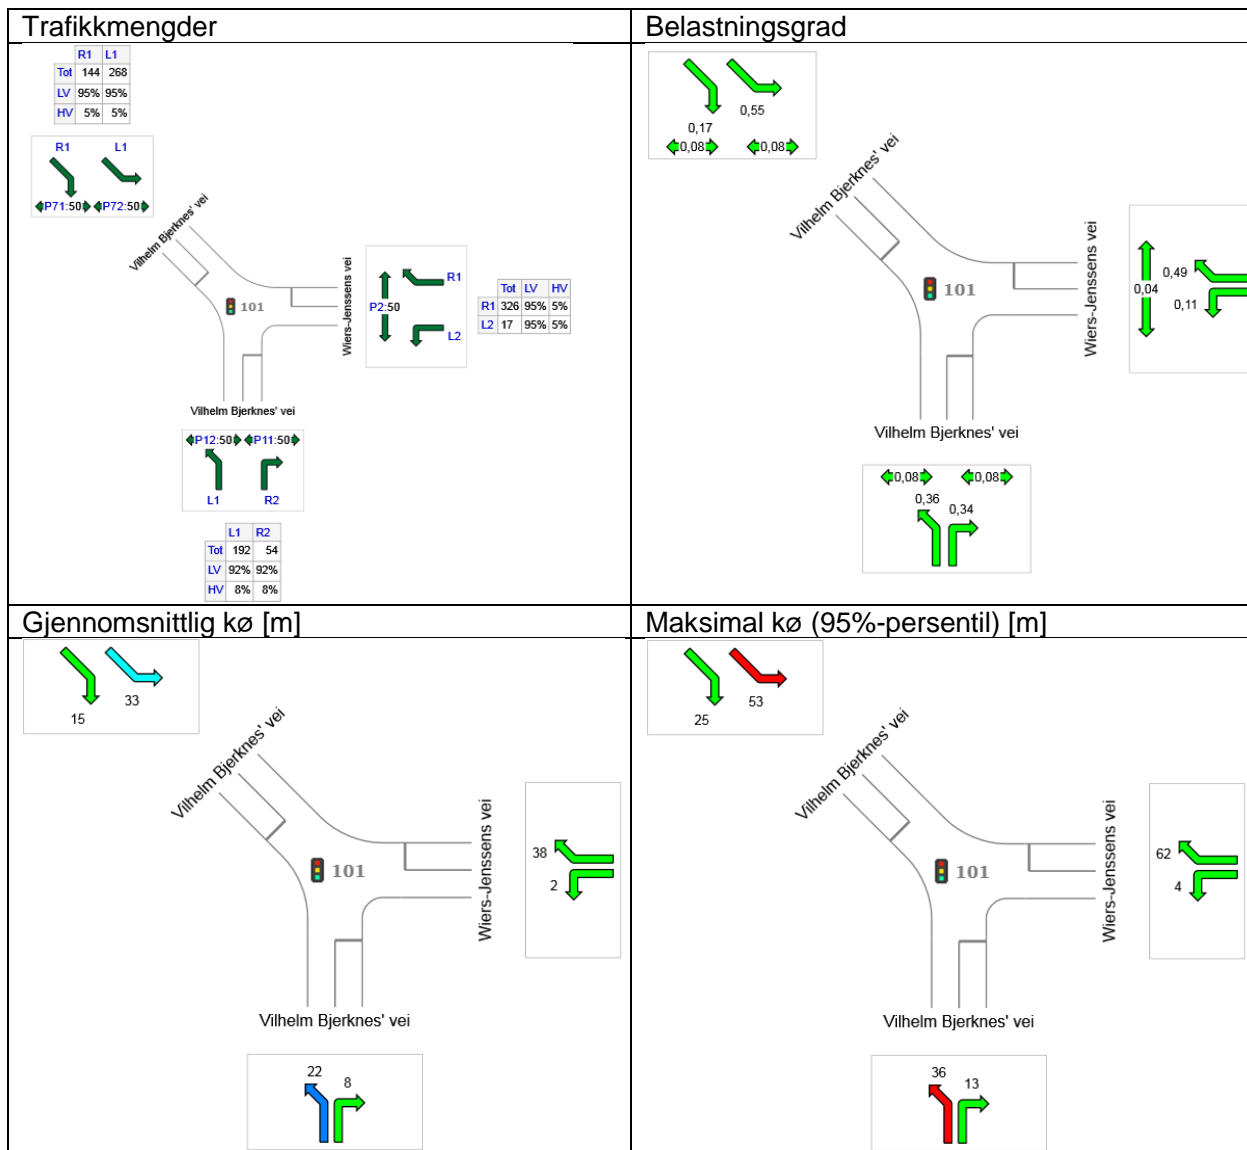 Trafikkmengder
R1 L1
Tot 144 268
LV 95% 95%
HV 5% 5%
R1 L1
P71:50 P72:50
Vilhelm Bjerknes' vei
101
Wiers-Jenssens vei
R1
P2:50
L2
Tot LV HV
R1 326 95% 5%
L2 17 95% 5%
Vilhelm Bjerknes' vei
P12:50 P11:50
L1 R2
L1 R2
Tot 192 54
LV 92% 92%
HV 8% 8%
Belastningsgrad
0,55
0,17
0,08 0,08
Vilhelm Bjerknes' vei
101
Wiers-Jenssens vei
0,49
0,04
0,11
Vilhelm Bjerknes' vei
0,08 0,08
0,36 0,34
Gjennomsnittlig kø [m]
33
15
Vilhelm Bjerknes' vei
101
Wiers-Jenssens vei
38
2
Vilhelm Bjerknes' vei
22 8
Maksimal kø (95%-persentil) [m]
53
25
Vilhelm Bjerknes' vei
101
Wiers-Jenssens vei
62
4
Vilhelm Bjerknes' vei
36 13